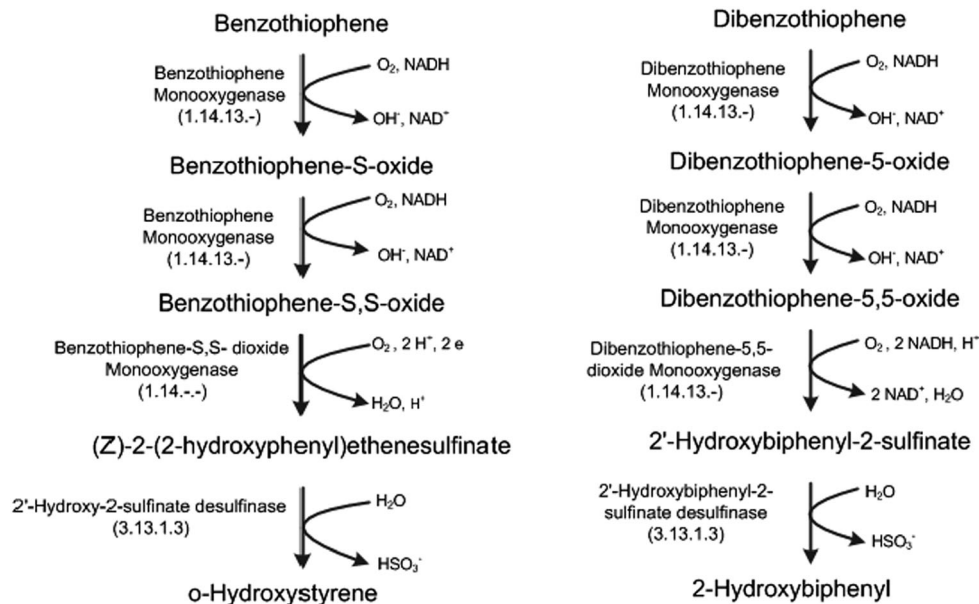 Benzothiophene
Benzothiophene
Monooxygenase
(1.14.13.-)
O₂, NADH
OH⁻, NAD⁺
Benzothiophene-S-oxide
Benzothiophene
Monooxygenase
(1.14.13.-)
O₂, NADH
OH⁻, NAD⁺
Benzothiophene-S,S-oxide
Benzothiophene-S,S- dioxide
Monooxygenase
(1.14.-.-)
O₂, 2 H⁺, 2 e
H₂O, H⁺
(Z)-2-(2-hydroxyphenyl)ethenesulfinate
2'-Hydroxy-2-sulfinate desulfinase
(3.13.1.3)
H₂O
HSO₃⁻
o-Hydroxystyrene
Dibenzothiophene
Dibenzothiophene
Monooxygenase
(1.14.13.-)
O₂, NADH
OH⁻, NAD⁺
Dibenzothiophene-5-oxide
Dibenzothiophene
Monooxygenase
(1.14.13.-)
O₂, NADH
OH⁻, NAD⁺
Dibenzothiophene-5,5-oxide
Dibenzothiophene-5,5-
dioxide Monooxygenase
(1.14.13.-)
O₂, 2 NADH, H⁺
2 NAD⁺, H₂O
2'-Hydroxybiphenyl-2-sulfinate
2'-Hydroxybiphenyl-2-
sulfinate desulfinase
(3.13.1.3)
H₂O
HSO₃⁻
2-Hydroxybiphenyl